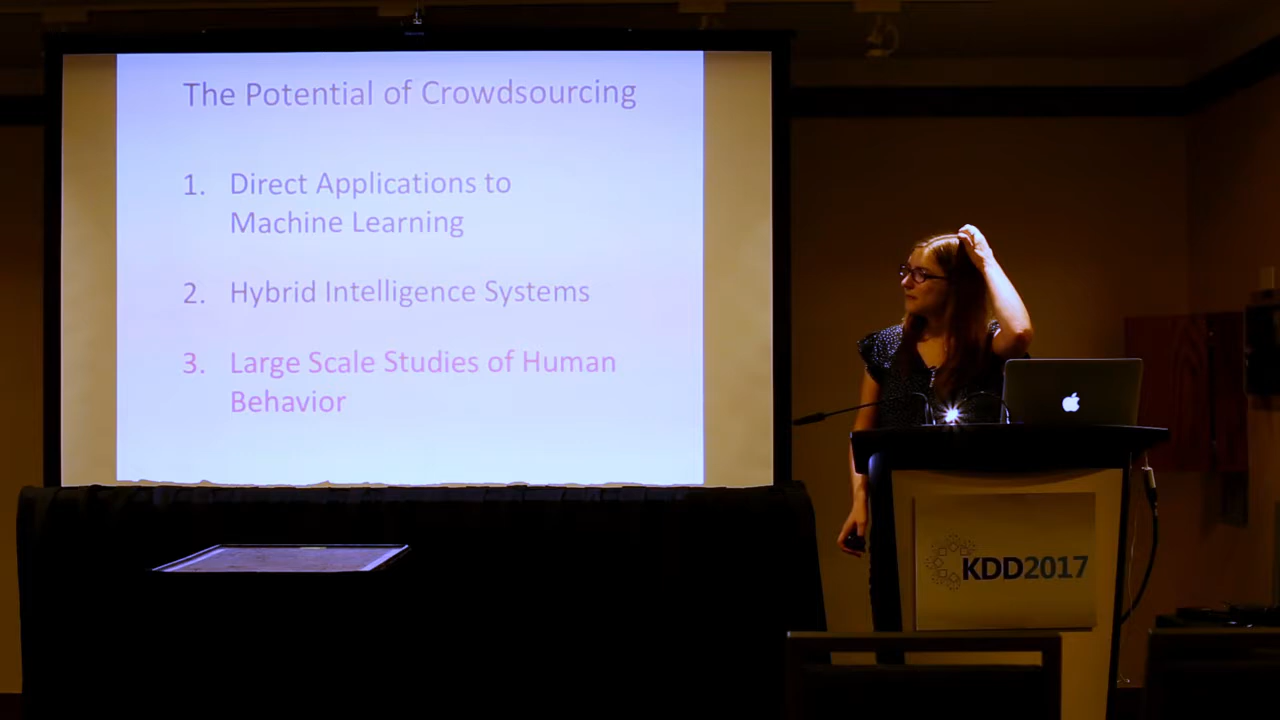 The Potential of Crowdsourcing
1. Direct Applications to
Machine Learning
2. Hybrid Intelligence Systems
3. Large Scale Studies of Human
Behavior
KDD2017